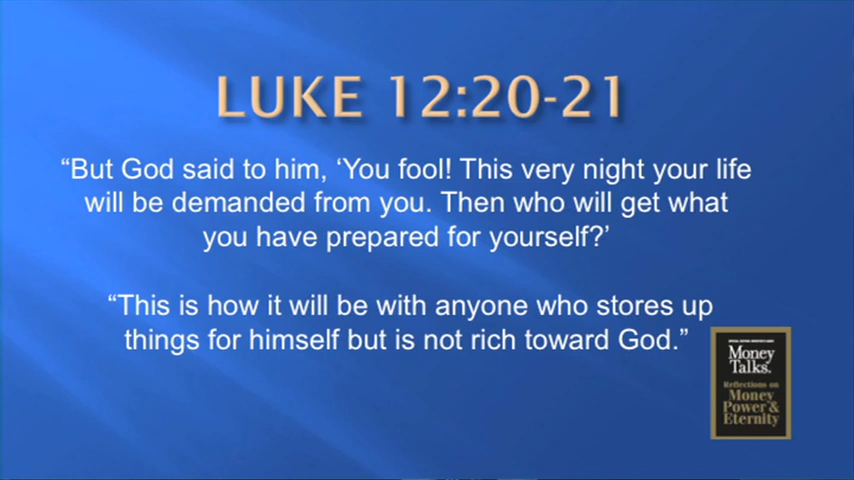 LUKE 12:20-21
“But God said to him, ‘You fool! This very night your life
will be demanded from you. Then who will get what
you have prepared for yourself?’
“This is how it will be with anyone who stores up
things for himself but is not rich toward God.”
Money
Talks.
Reflections on
Money
Power &
Eternity